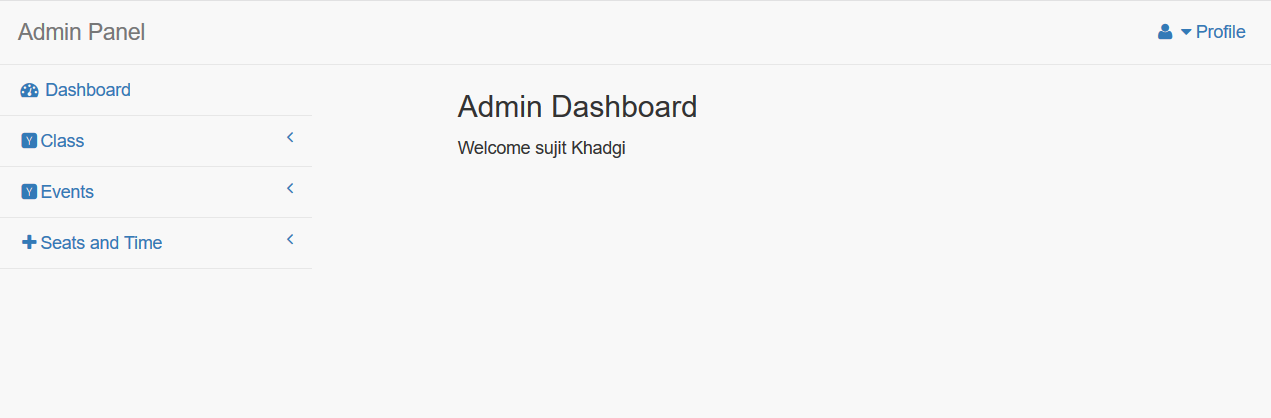 Admin Panel
Profile
Dashboard
Class
Events
Seats and Time
Admin Dashboard
Welcome sujit Khadgi